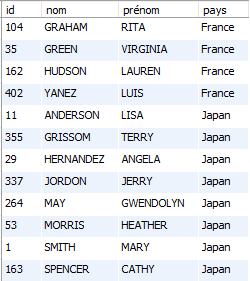 id nom prénom pays
104 GRAHAM RITA France
35 GREEN VIRGINIA France
162 HUDSON LAUREN France
402 YANEZ LUIS France
11 ANDERSON LISA Japan
355 GRISSOM TERRY Japan
29 HERNANDEZ ANGELA Japan
337 JORDON JERRY Japan
264 MAY GWENDOLYN Japan
53 MORRIS HEATHER Japan
1 SMITH MARY Japan
163 SPENCER CATHY Japan